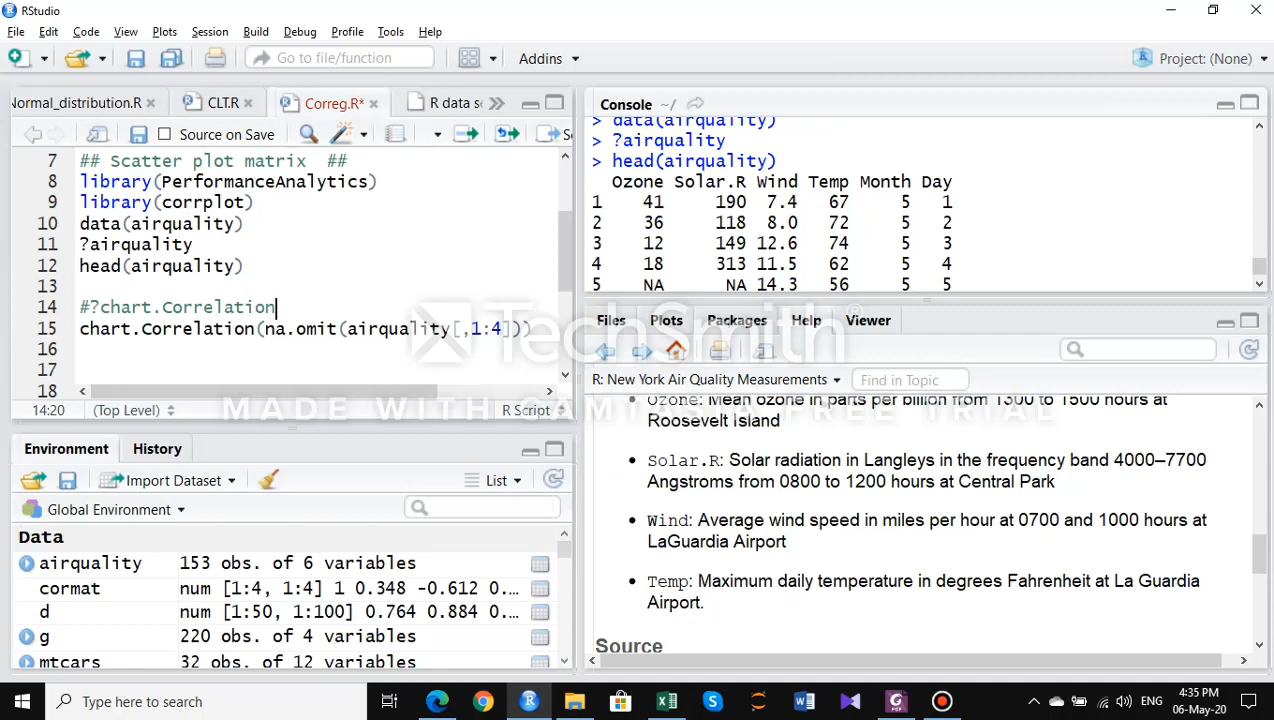 RStudio
File Edit Code View Plots Session Build Debug Profile Tools Help
Go to file/function Addins Project: (None)
Normal_distribution.R CLT.R Correg.R* R data s
Source on Save
7 ## Scatter plot matrix ##
8 library(PerformanceAnalytics)
9 library(corrplot)
10 data(airquality)
11 ?airquality
12 head(airquality)
13
14 #?chart.Correlation
15 chart.Correlation(na.omit(airquality[,1:4]))
16
17
18
14:20 (Top Level) R Script
Environment History
Import Dataset List
Global Environment
Data
airquality 153 obs. of 6 variables
cormat num [1:4, 1:4] 1 0.348 -0.612 0...
d num [1:50, 1:100] 0.764 0.884 0...
g 220 obs. of 4 variables
mtcars 32 obs. of 12 variables
Console ~/
> data(airquality)
> ?airquality
> head(airquality)
Ozone Solar.R Wind Temp Month Day
1 41 190 7.4 67 5 1
2 36 118 8.0 72 5 2
3 12 149 12.6 74 5 3
4 18 313 11.5 62 5 4
5 NA NA 14.3 56 5 5
Files Plots Packages Help Viewer
R: New York Air Quality Measurements Find in Topic
Ozone: Mean ozone in parts per billion from 1300 to 1500 hours at
Roosevelt Island
Solar.R: Solar radiation in Langleys in the frequency band 4000–7700
Angstroms from 0800 to 1200 hours at Central Park
Wind: Average wind speed in miles per hour at 0700 and 1000 hours at
LaGuardia Airport
Temp: Maximum daily temperature in degrees Fahrenheit at La Guardia
Airport.
Source
TechSmith
MADE WITH CAMTASIA FREE TRIAL
Type here to search
ENG
4:35 PM
06-May-20